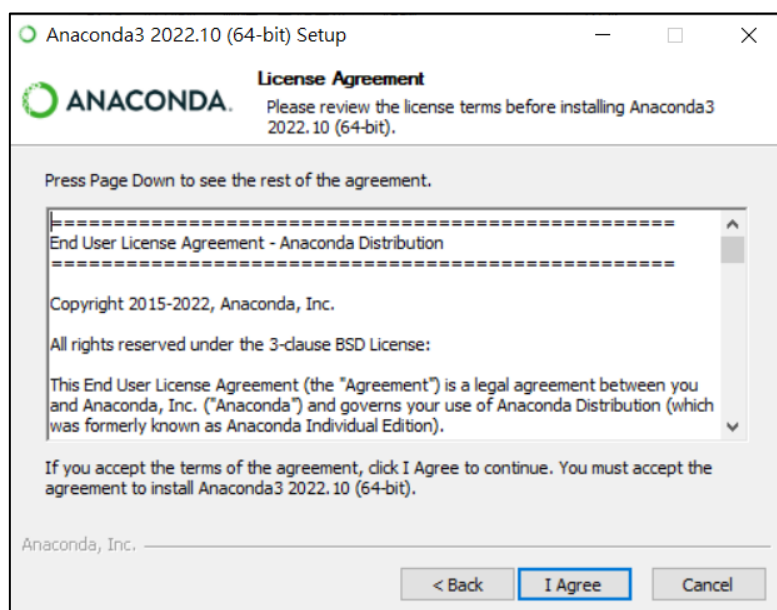 Anaconda3 2022.10 (64-bit) Setup
ANACONDA.
License Agreement
Please review the license terms before installing Anaconda3
2022.10 (64-bit).
Press Page Down to see the rest of the agreement.
====================================================
End User License Agreement - Anaconda Distribution
====================================================
Copyright 2015-2022, Anaconda, Inc.
All rights reserved under the 3-clause BSD License:
This End User License Agreement (the "Agreement") is a legal agreement between you
and Anaconda, Inc. ("Anaconda") and governs your use of Anaconda Distribution (which
was formerly known as Anaconda Individual Edition).
If you accept the terms of the agreement, click I Agree to continue. You must accept the
agreement to install Anaconda3 2022.10 (64-bit).
Anaconda, Inc.
< Back
I Agree
Cancel